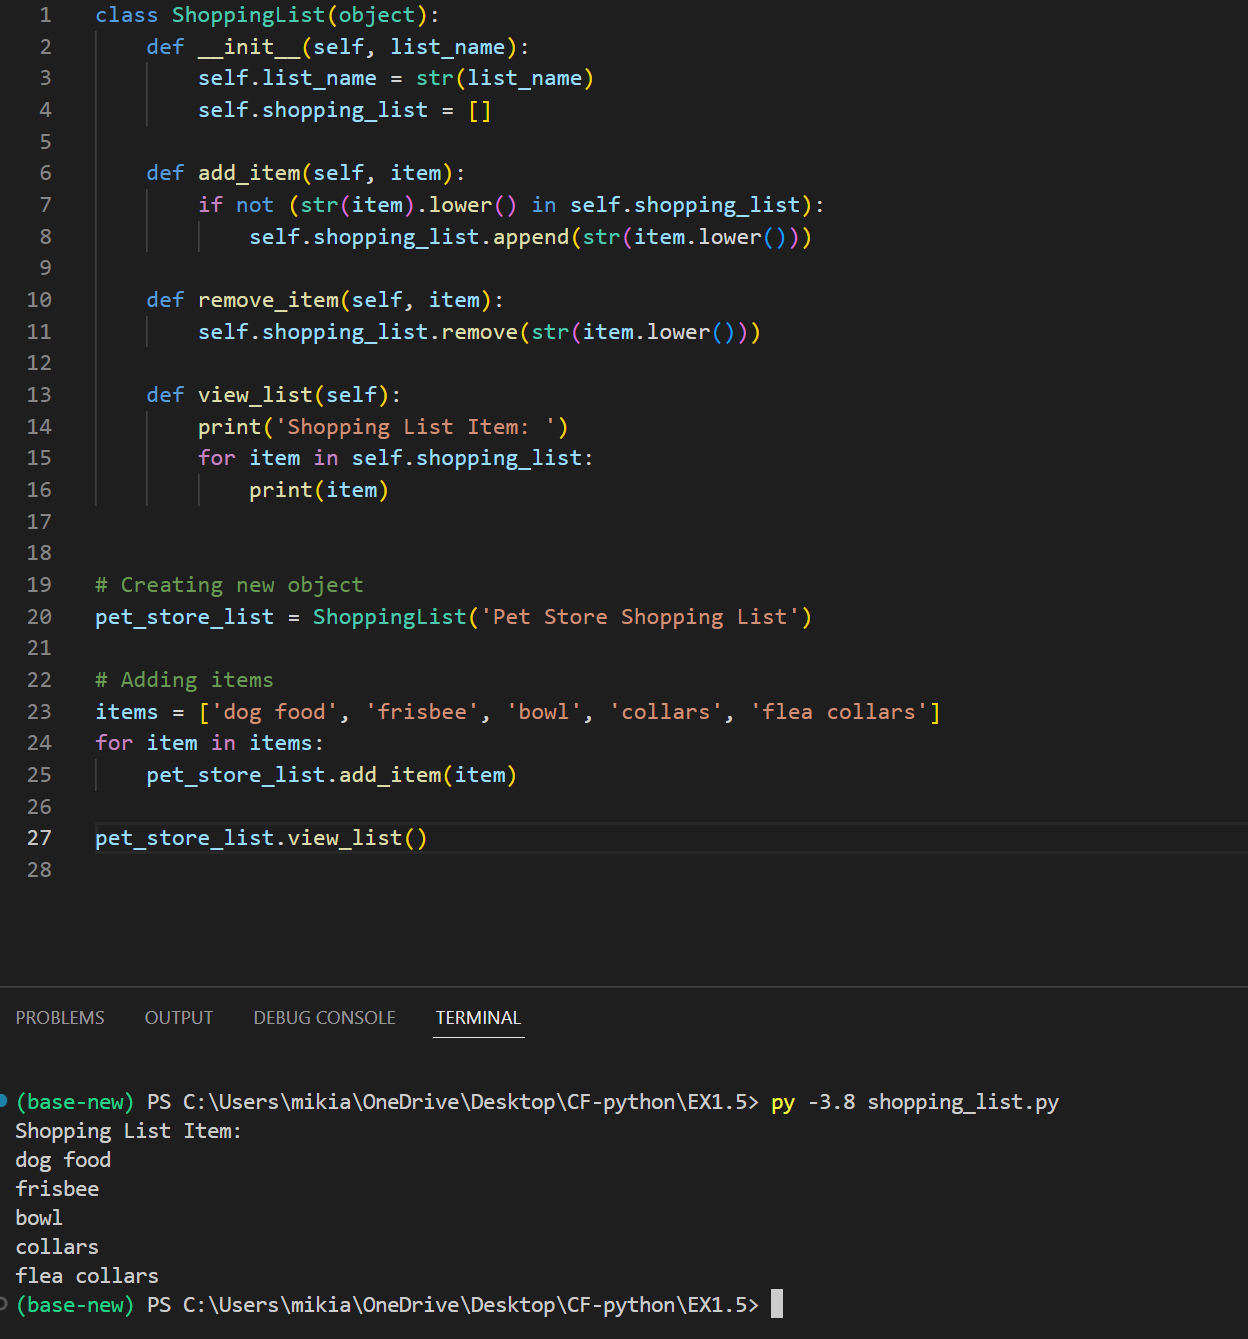 1 class ShoppingList(object):
2     def __init__(self, list_name):
3         self.list_name = str(list_name)
4         self.shopping_list = []
5
6     def add_item(self, item):
7         if not (str(item).lower() in self.shopping_list):
8             self.shopping_list.append(str(item.lower()))
9
10     def remove_item(self, item):
11         self.shopping_list.remove(str(item.lower()))
12
13     def view_list(self):
14         print('Shopping List Item: ')
15         for item in self.shopping_list:
16             print(item)
17
18
19 # Creating new object
20 pet_store_list = ShoppingList('Pet Store Shopping List')
21
22 # Adding items
23 items = ['dog food', 'frisbee', 'bowl', 'collars', 'flea collars']
24 for item in items:
25     pet_store_list.add_item(item)
26
27 pet_store_list.view_list()
28
PROBLEMS OUTPUT DEBUG CONSOLE TERMINAL
(base-new) PS C:\Users\mikia\OneDrive\Desktop\CF-python\EX1.5> py -3.8 shopping_list.py
Shopping List Item:
dog food
frisbee
bowl
collars
flea collars
(base-new) PS C:\Users\mikia\OneDrive\Desktop\CF-python\EX1.5>